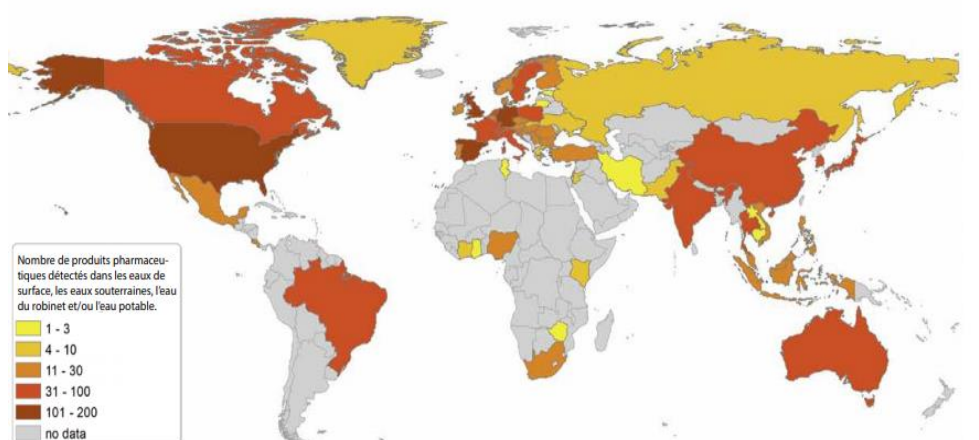 Nombre de produits pharmaceu-
tiques détectés dans les eaux de
surface, les eaux souterraines, l'eau
du robinet et/ou l'eau potable.
1 - 3
4 - 10
11 - 30
31 - 100
101 - 200
no data